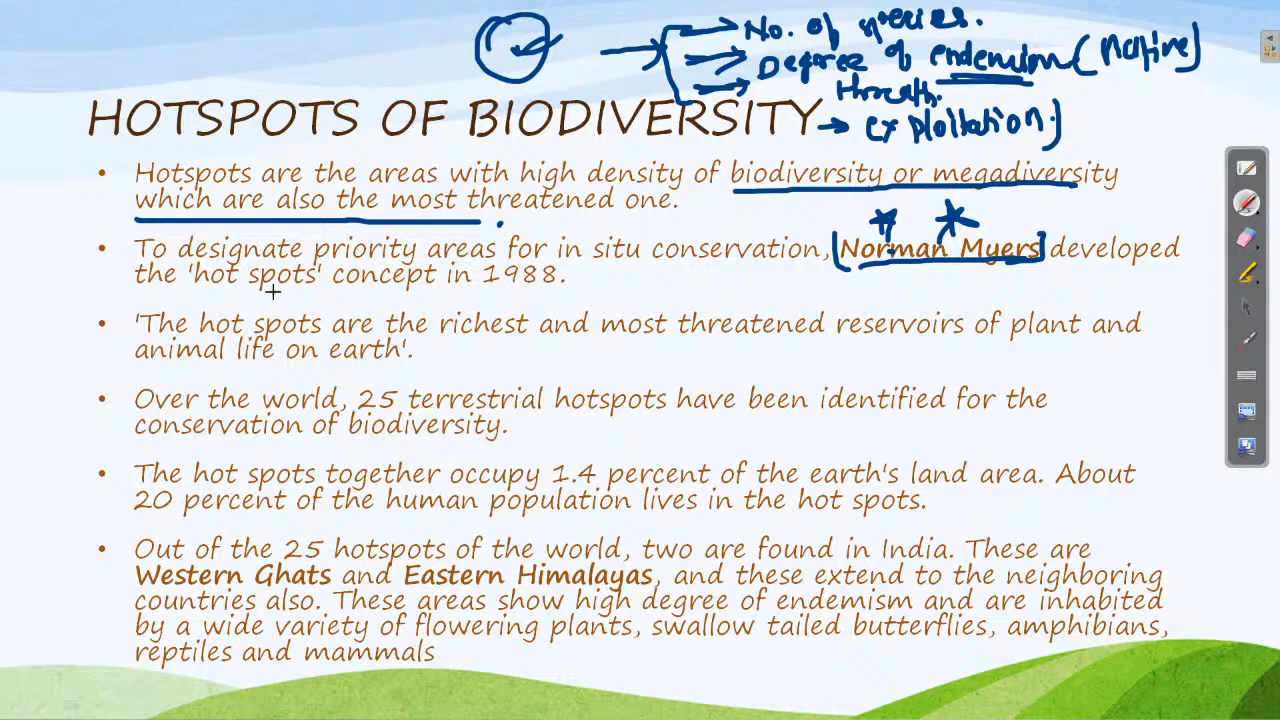 No. of species.
Degree of endemism (Native)
threath.
HOTSPOTS OF BIODIVERSITY → exploitation.]
• Hotspots are the areas with high density of biodiversity or megadiversity
which are also the most threatened one.
• To designate priority areas for in situ conservation, [Norman Myers] developed
the 'hot spots' concept in 1988.
• 'The hot spots are the richest and most threatened reservoirs of plant and
animal life on earth'.
• Over the world, 25 terrestrial hotspots have been identified for the
conservation of biodiversity.
• The hot spots together occupy 1.4 percent of the earth's land area. About
20 percent of the human population lives in the hot spots.
• Out of the 25 hotspots of the world, two are found in India. These are
Western Ghats and Eastern Himalayas, and these extend to the neighboring
countries also. These areas show high degree of endemism and are inhabited
by a wide variety of flowering plants, swallow tailed butterflies, amphibians,
reptiles and mammals